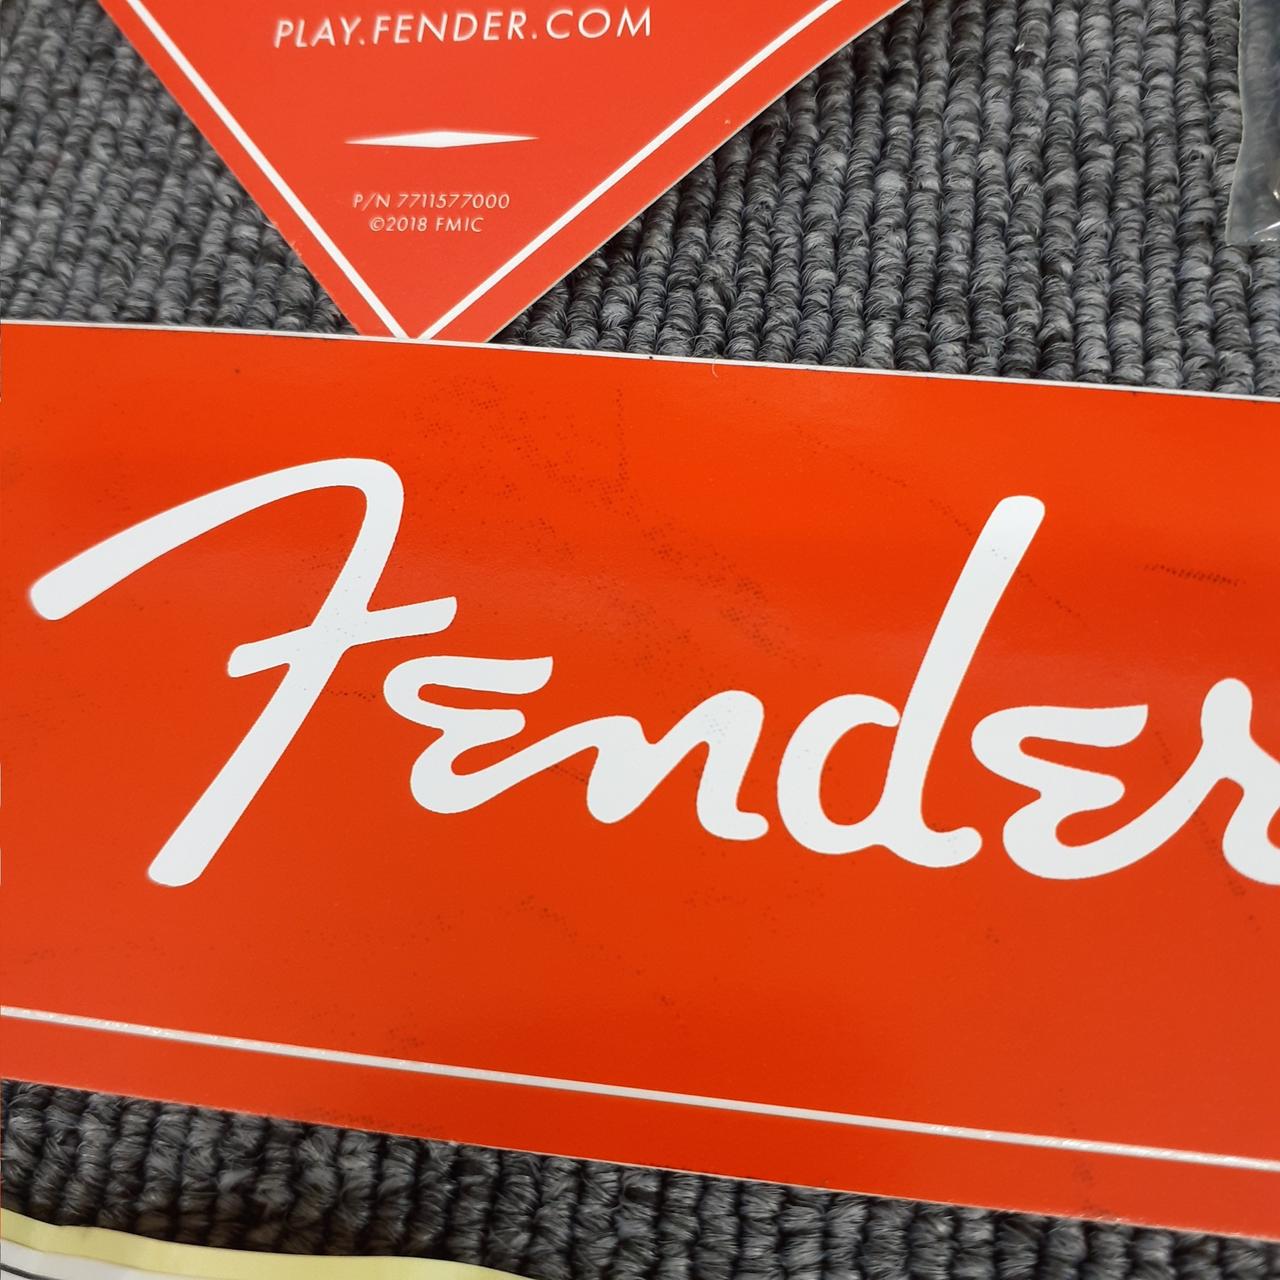 PLAY.FENDER.COM
P/N 7711577000
©2018 FMIC
Fender